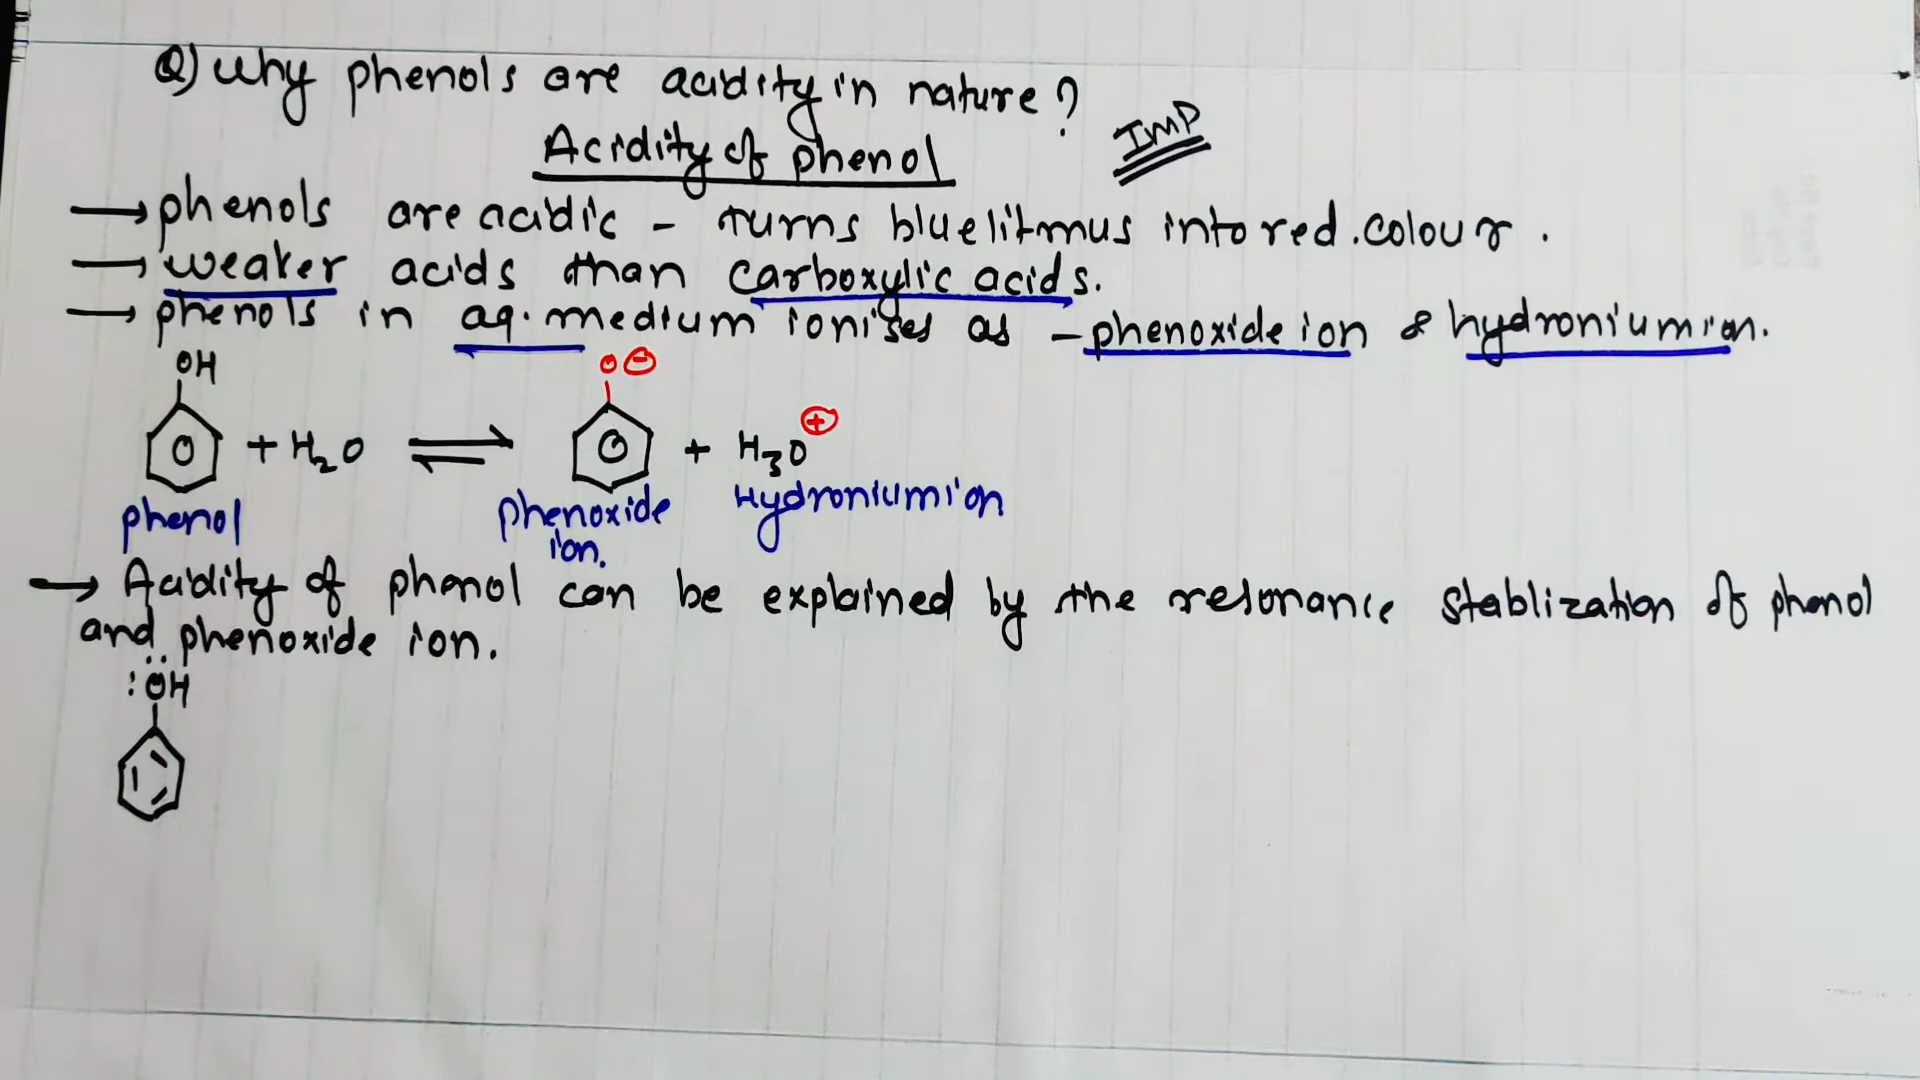 Q) Why phenols are acidity in nature?
IMP
Acidity of phenol
→ phenols are acidic - turns blue litmus into red.colour.
→ weaker acids than carboxylic acids.
→ phenols in aq. medium ionises as - phenoxide ion & hydronium ion.
OH
O⊖
+ H₂O ⇌ + H₃O⊕
phenol
phenoxide ion.
Hydronium ion
→ Acidity of phenol can be explained by the resonance stablization of phenol
and phenoxide ion.
:ÖH